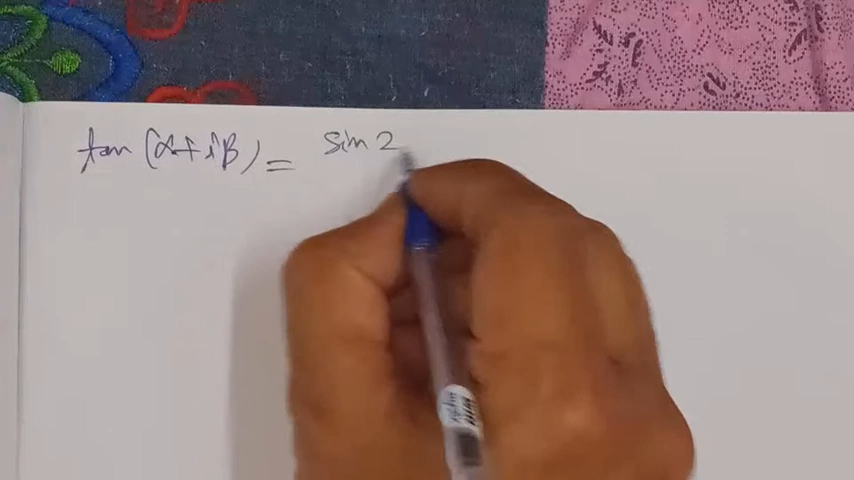 tan (α+iβ) = sin 2